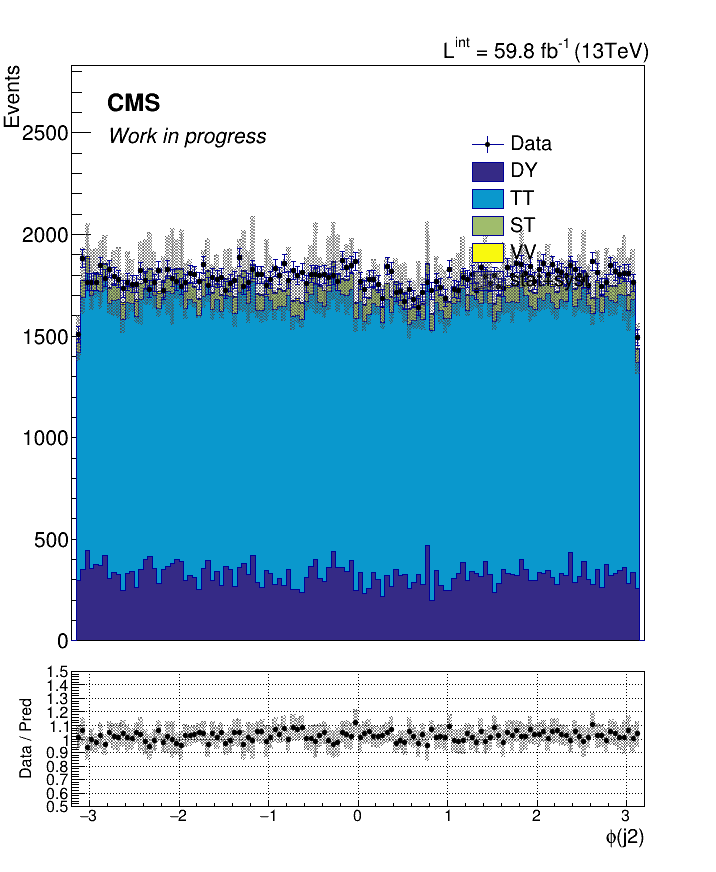 L^int = 59.8 fb^-1 (13TeV)
Events
CMS
Work in progress
Data
DY
TT
ST
VV
2500
2000
1500
1000
500
0
Data / Pred
1.5
1.4
1.3
1.2
1.1
1
0.9
0.8
0.7
0.6
0.5
−3 −2 −1 0 1 2 3
ϕ(j2)